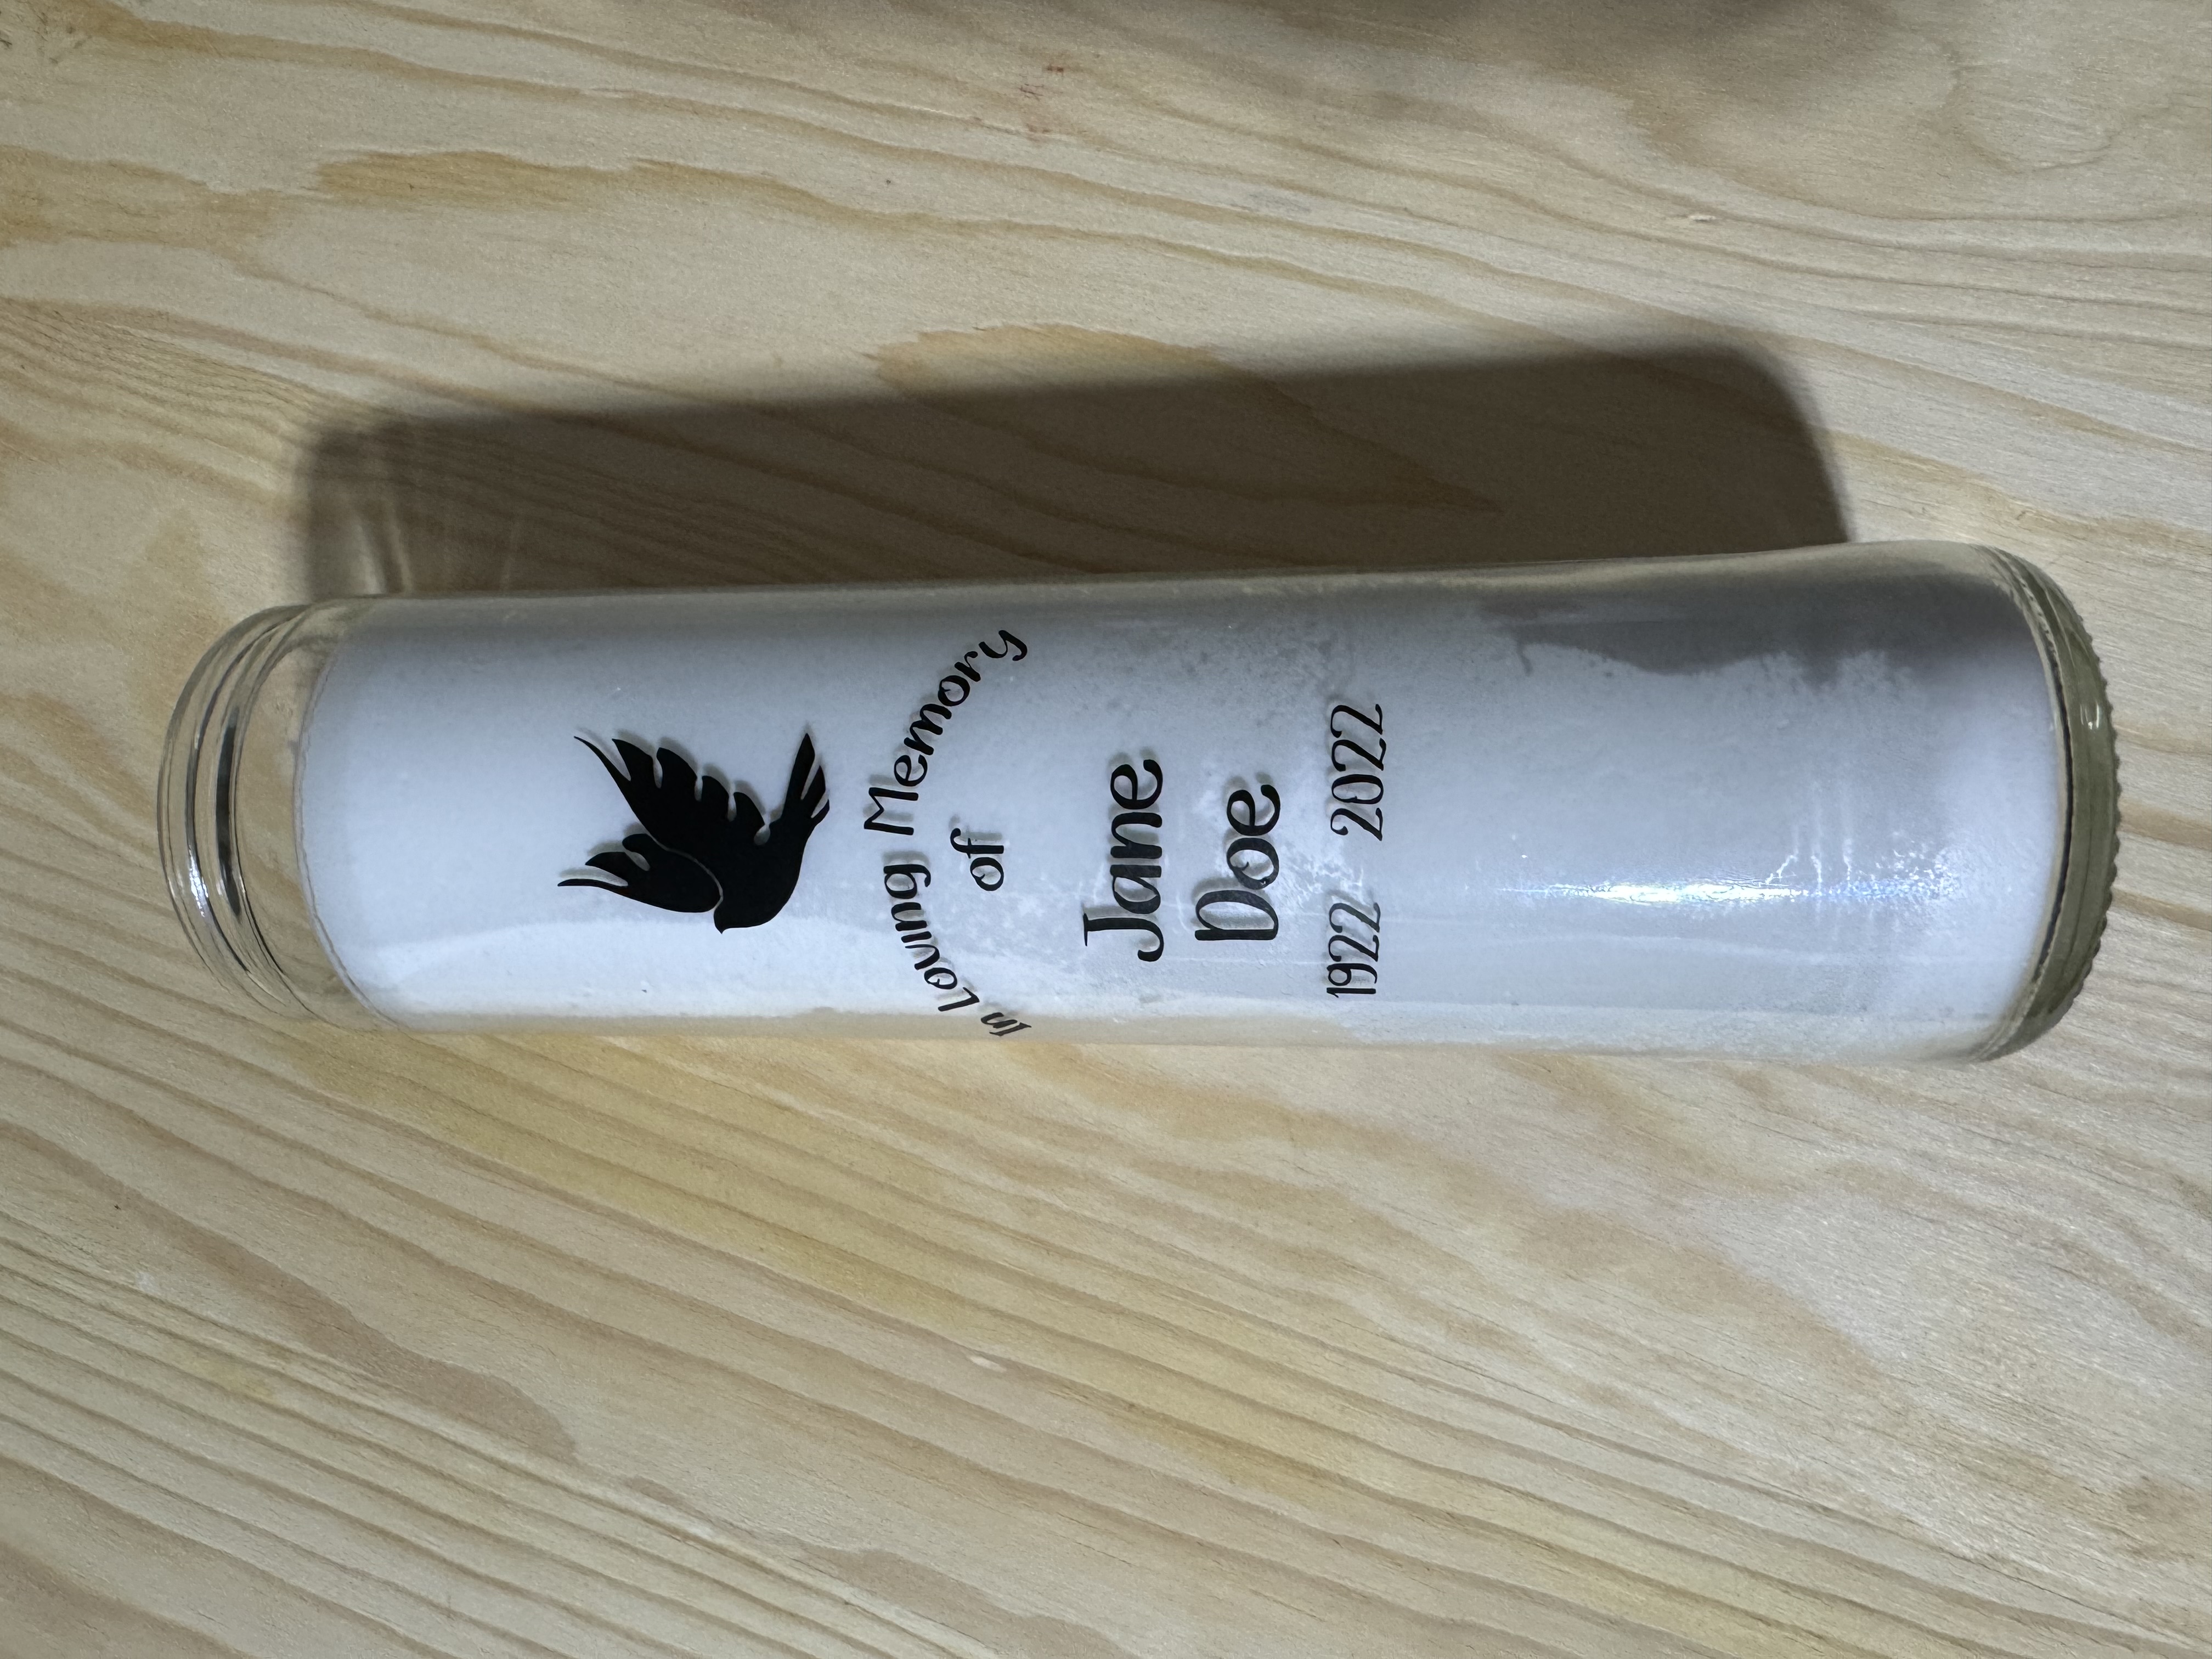 In Loving Memory
of
Jane
Doe
1922 2022